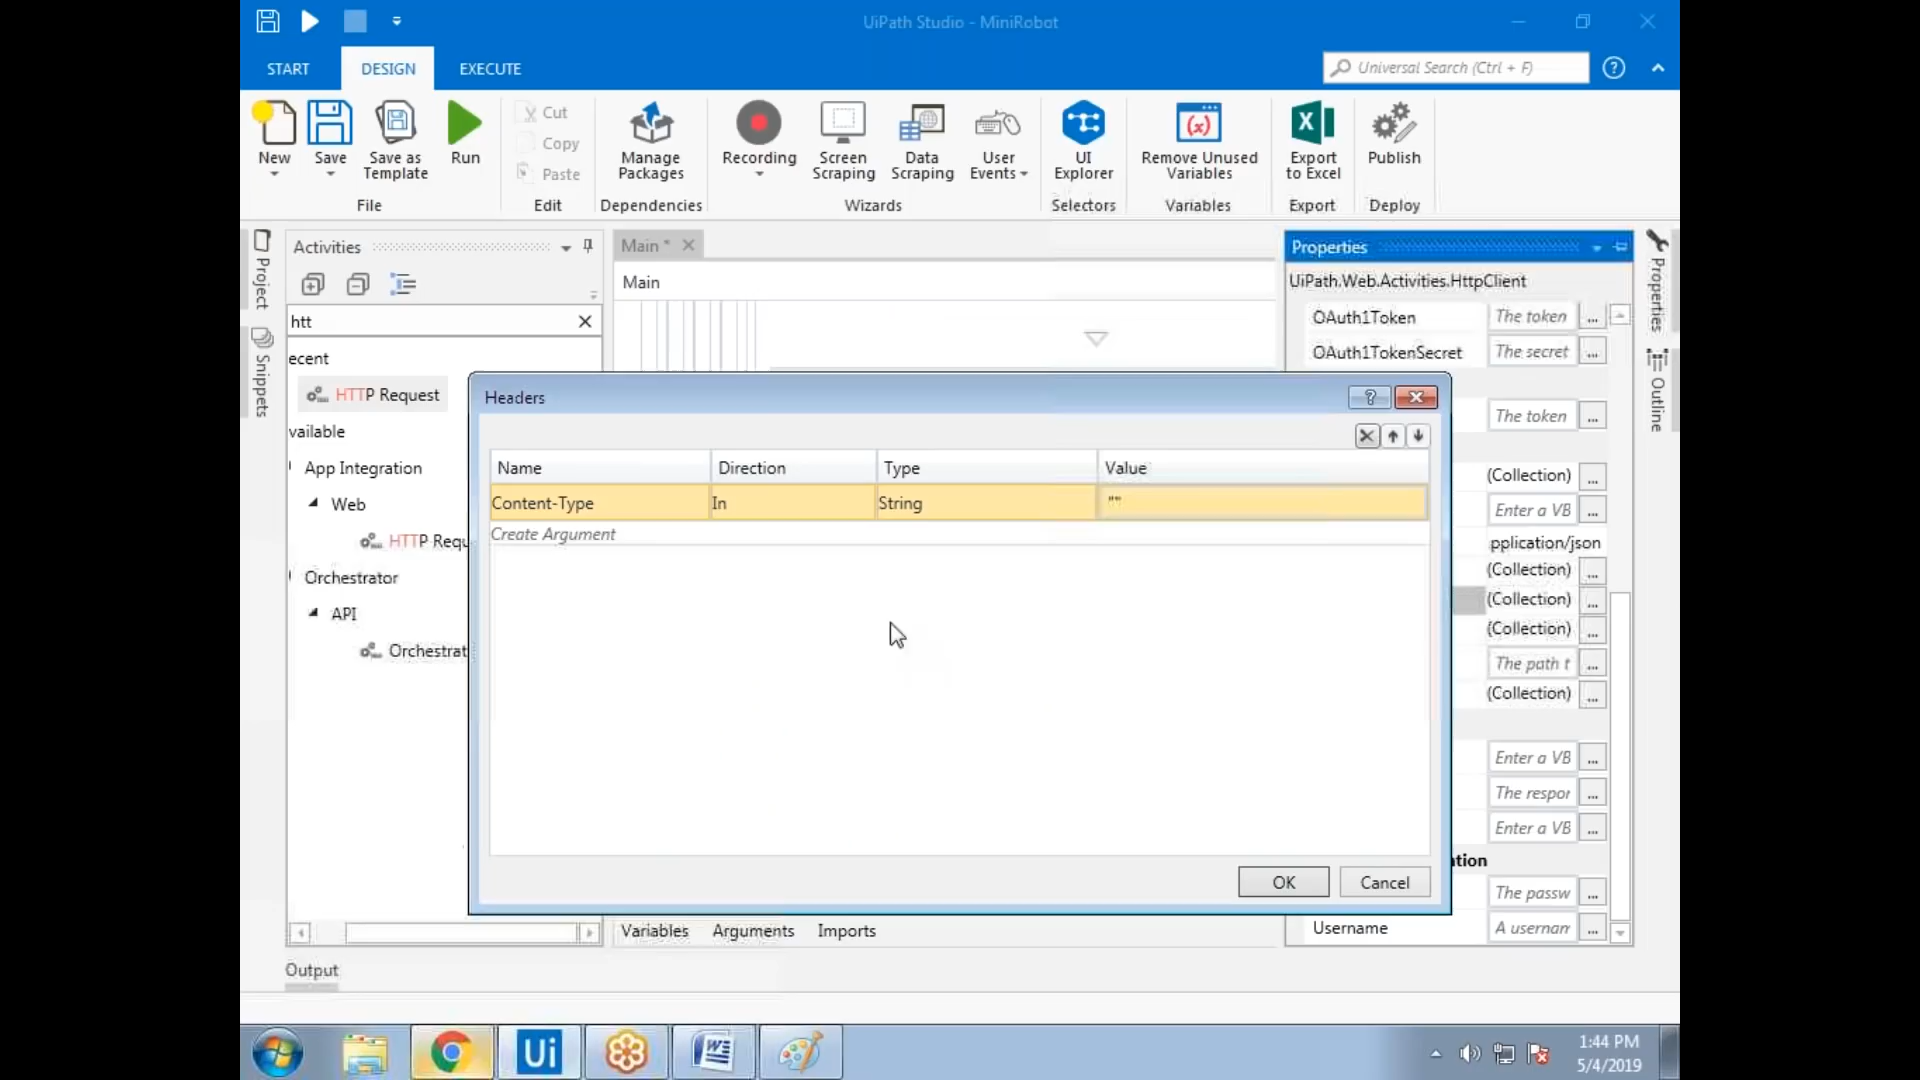 UiPath Studio - MiniRobot
START
DESIGN
EXECUTE
Universal Search (Ctrl + F)
?
New
Save
Save as
Template
Run
File
Cut
Copy
Paste
Edit
Manage
Packages
Dependencies
Recording
Screen
Scraping
Data
Scraping
User
Events
Wizards
UI
Explorer
Selectors
(x)
Remove Unused
Variables
Variables
X
Export
to Excel
Export
Publish
Deploy
Project
Snippets
Activities
htt
ecent
HTTP Request
vailable
App Integration
Web
HTTP Requ
Orchestrator
API
Orchestrat
Main *
Main
Headers
?
Name
Direction
Type
Value
Content-Type
In
String
""
Create Argument
OK
Cancel
Variables
Arguments
Imports
Properties
UiPath.Web.Activities.HttpClient
OAuth1Token
The token
...
OAuth1TokenSecret
The secret
...
The token
...
(Collection)
...
Enter a VB
...
pplication/json
(Collection)
...
(Collection)
...
(Collection)
...
The path t
...
(Collection)
...
Enter a VB
...
The respor
...
Enter a VB
...
ation
The passw
...
Username
A usernam
...
Properties
Outline
Output
Ui
W
1:44 PM
5/4/2019